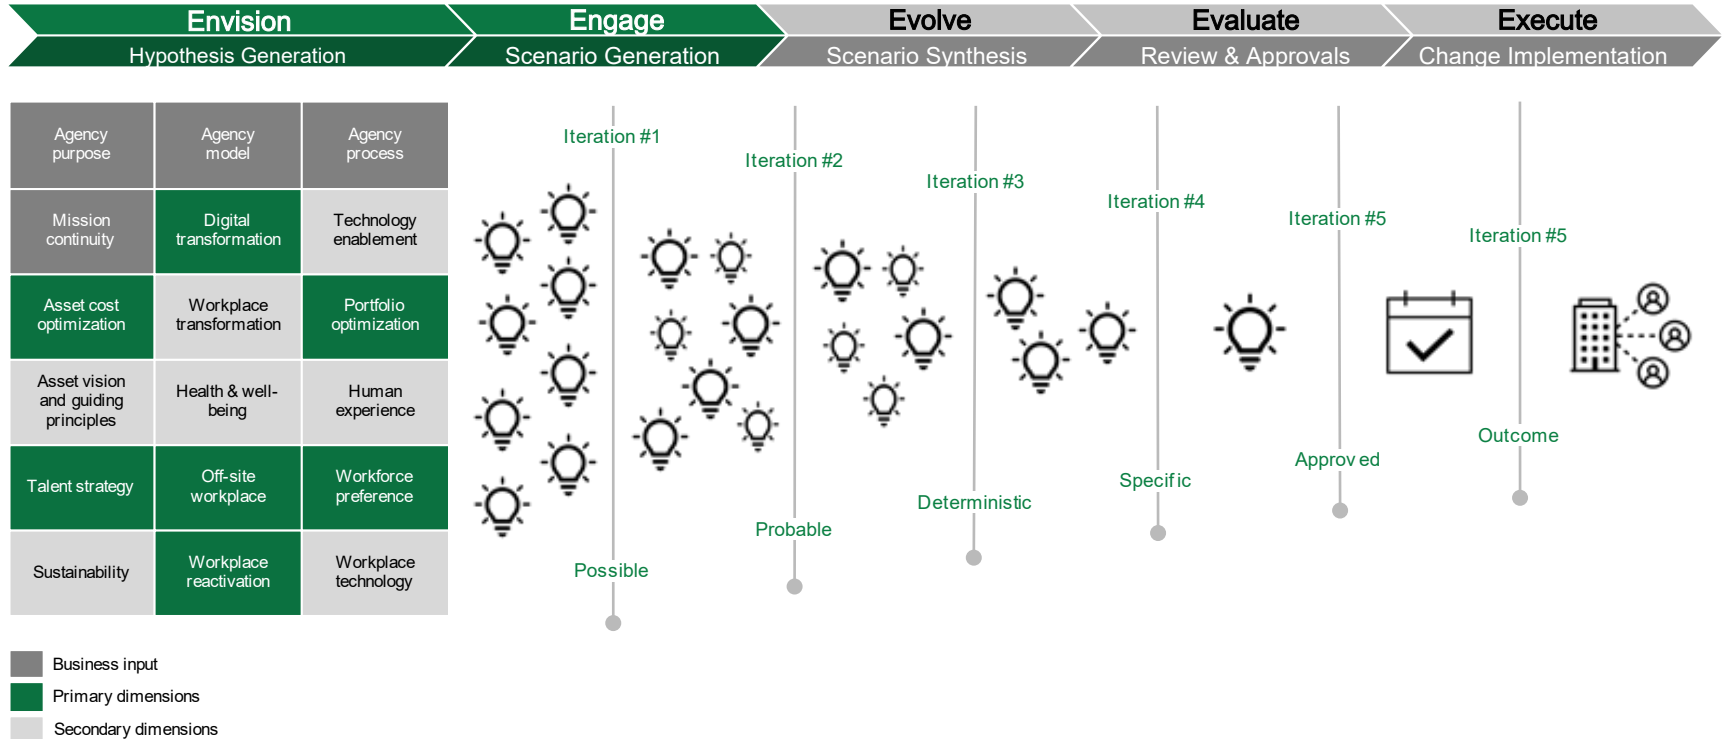 Envision
Engage
Evolve
Evaluate
Execute
Hypothesis Generation
Scenario Generation
Scenario Synthesis
Review & Approvals
Change Implementation
Agency
purpose
Agency
model
Agency
process
Mission
continuity
Digital
transformation
Technology
enablement
Asset cost
optimization
Workplace
transformation
Portfolio
optimization
Asset vision
and guiding
principles
Health & well-
being
Human
experience
Talent strategy
Off-site
workplace
Workforce
preference
Sustainability
Workplace
reactivation
Workplace
technology
Iteration #1
Iteration #2
Iteration #3
Iteration #4
Iteration #5
Iteration #5
Possible
Probable
Deterministic
Specific
Approved
Outcome
Business input
Primary dimensions
Secondary dimensions